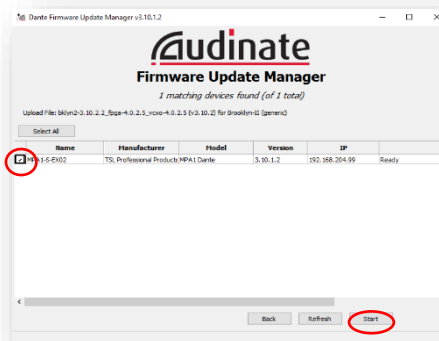 Dante Firmware Update Manager v3.10.1.2
Audinate
Firmware Update Manager
1 matching devices found (of 1 total)
Upload File: bklyn2-3.10.2.2_fpga-4.0.2.5_vcxo-4.0.2.5 (v3.10.2) for Brooklyn-II (generic)
Select All
Name Manufacturer Model Version IP
MPA1-S-EX02 TSL Professional Products MPA1 Dante 3.10.1.2 192.168.204.99 Ready
Back Refresh Start